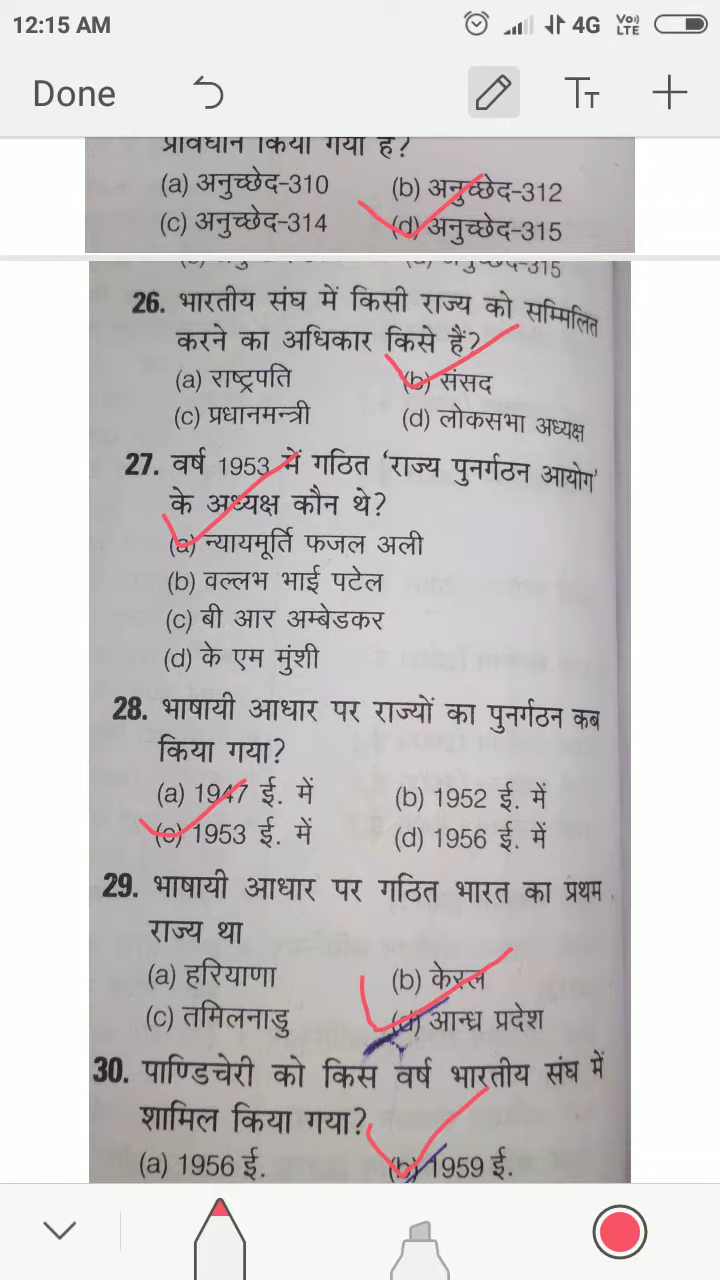 12:15 AM 4G Vo) LTE
Done TT
प्रावधान किया गया है?
(a) अनुच्छेद-310 (b) अनुच्छेद-312
(c) अनुच्छेद-314 (d) अनुच्छेद-315
26. भारतीय संघ में किसी राज्य को सम्मिलित
करने का अधिकार किसे हैं?
(a) राष्ट्रपति (b) संसद
(c) प्रधानमन्त्री (d) लोकसभा अध्यक्ष
27. वर्ष 1953 में गठित ‘राज्य पुनर्गठन आयोग’
के अध्यक्ष कौन थे?
(a) न्यायमूर्ति फजल अली
(b) वल्लभ भाई पटेल
(c) बी आर अम्बेडकर
(d) के एम मुंशी
28. भाषायी आधार पर राज्यों का पुनर्गठन कब
किया गया?
(a) 1947 ई. में (b) 1952 ई. में
(c) 1953 ई. में (d) 1956 ई. में
29. भाषायी आधार पर गठित भारत का प्रथम
राज्य था
(a) हरियाणा (b) केरल
(c) तमिलनाडु (d) आन्ध्र प्रदेश
30. पाण्डिचेरी को किस वर्ष भारतीय संघ में
शामिल किया गया?
(a) 1956 ई. (b) 1959 ई.